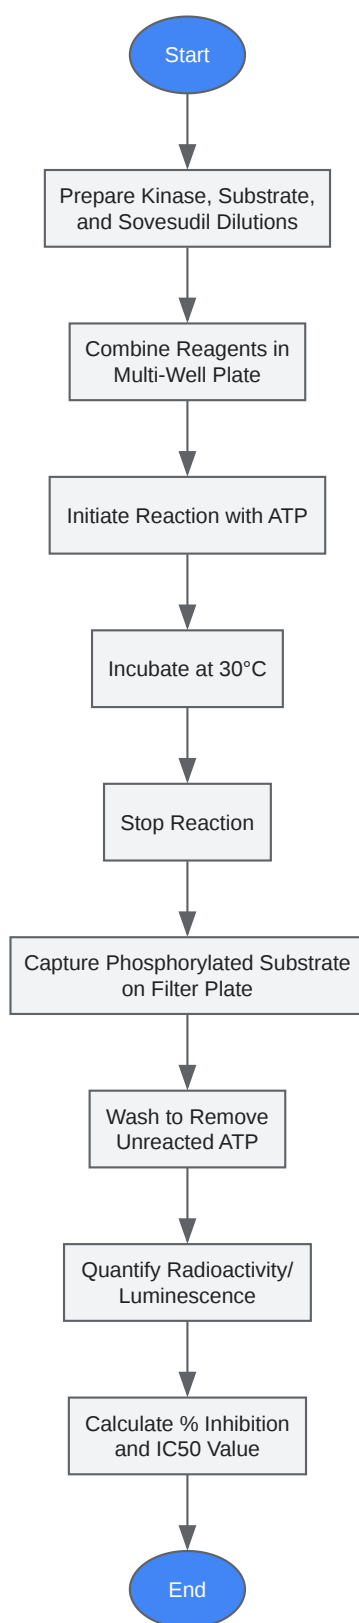 Start
Prepare Kinase, Substrate,
and Sovesudil Dilutions
Combine Reagents in
Multi-Well Plate
Initiate Reaction with ATP
Incubate at 30°C
Stop Reaction
Capture Phosphorylated Substrate
on Filter Plate
Wash to Remove
Unreacted ATP
Quantify Radioactivity/
Luminescence
Calculate % Inhibition
and IC50 Value
End